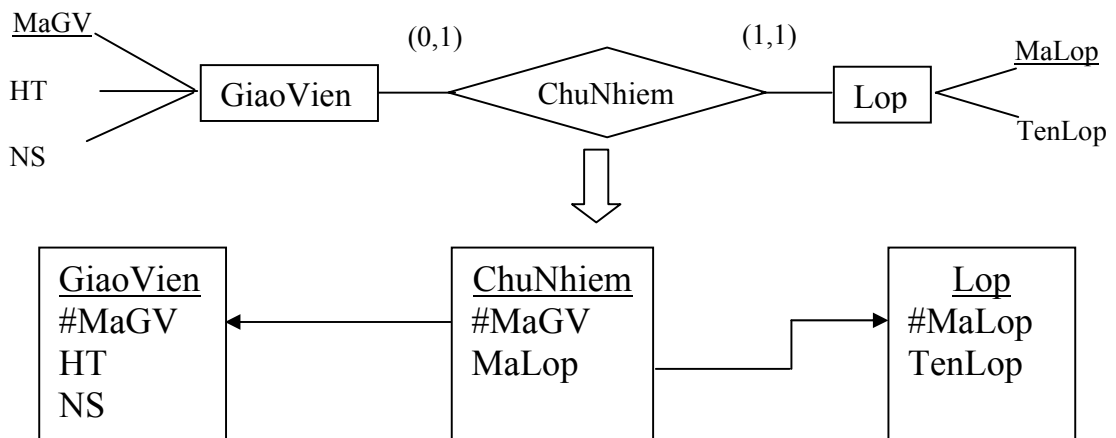 MaGV
HT
NS
GiaoVien
(0,1)
ChuNhiem
(1,1)
Lop
MaLop
TenLop
GiaoVien
#MaGV
HT
NS
ChuNhiem
#MaGV
MaLop
Lop
#MaLop
TenLop